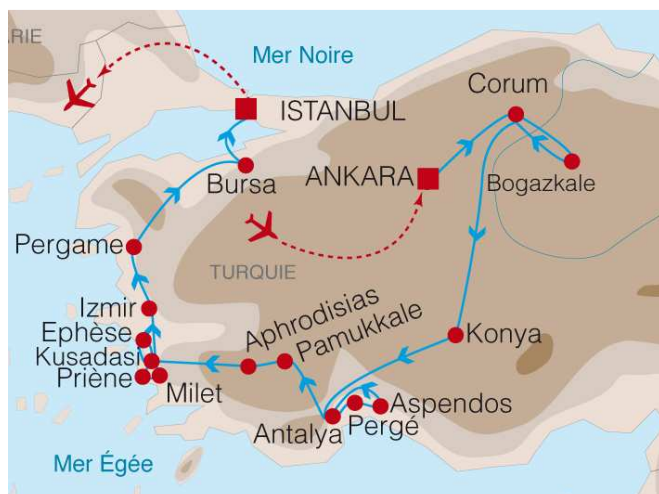 ARIE
Mer Noire
Corum
ISTANBUL
ANKARA
Bogazkale
Bursa
Pergame
TURQUIE
Izmir
Aphrodisias
Pamukkale
Ephèse
Konya
Kusadasi
Priène
Milet
Aspendos
Antalya
Pergé
Mer Égée